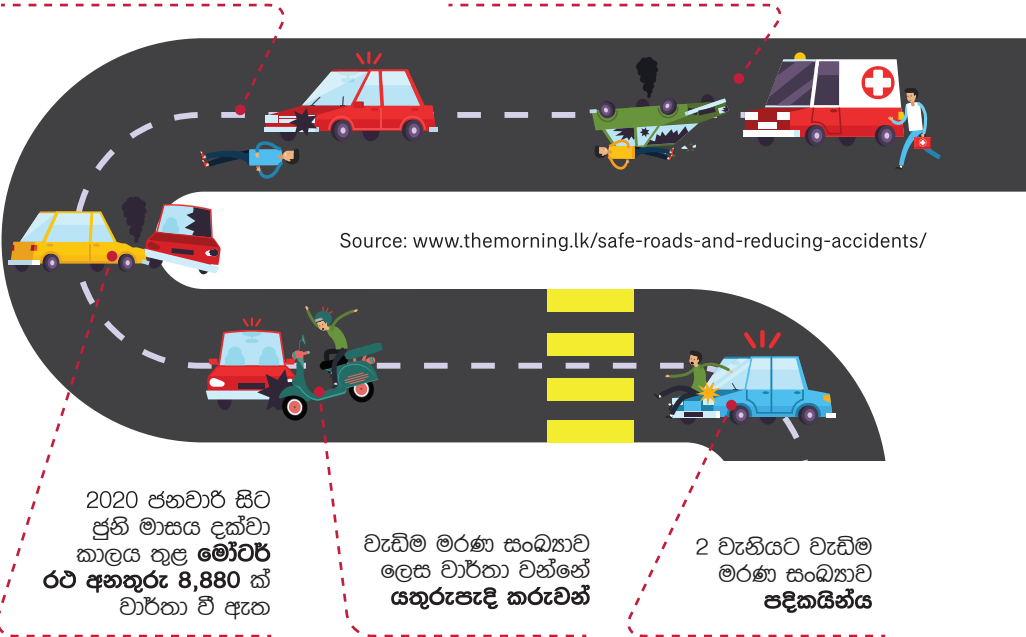 Source: www.themorning.lk/safe-roads-and-reducing-accidents/
2020 ජනවාරි සිට
ජුනි මාසය දක්වා
කාලය තුළ මෝටර්
රථ අනතුරු 8,880 ක්
වාර්තා වී ඇත
වැඩිම මරණ සංඛ්‍යාව
ලෙස වාර්තා වන්නේ
යතුරුපැදි කරුවන්
2 වැනියට වැඩිම
මරණ සංඛ්‍යාව
පදිකයින්ය